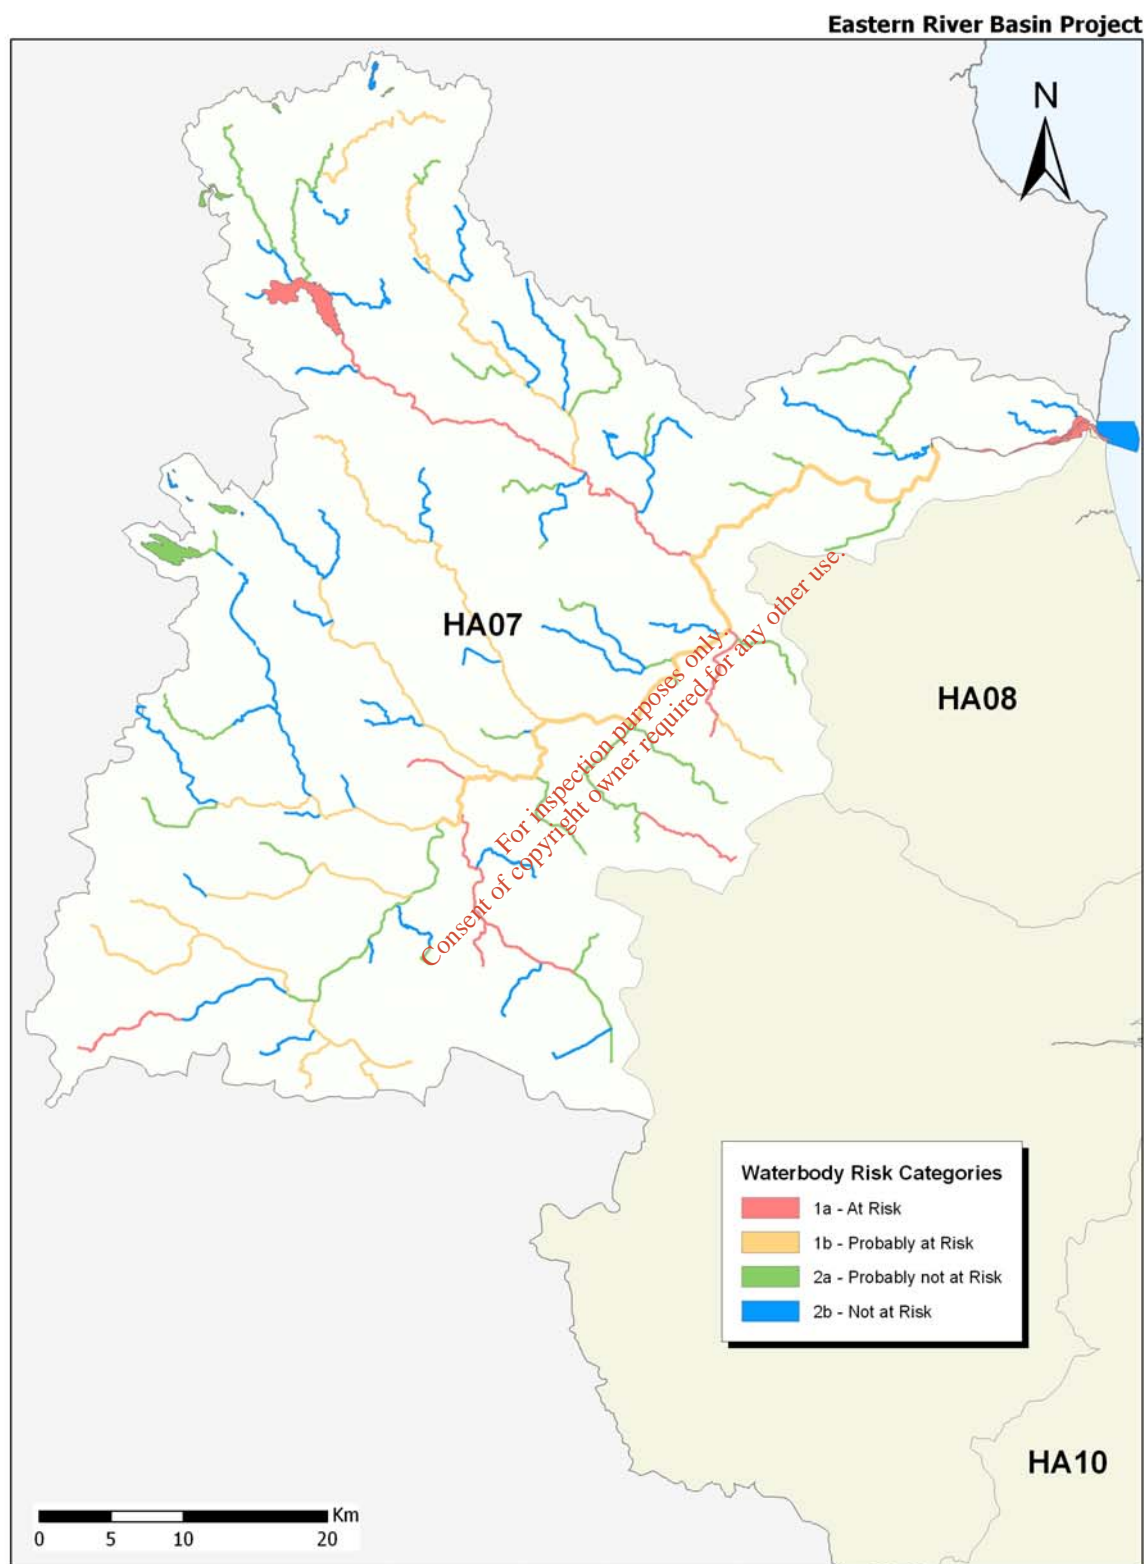 Eastern River Basin Project
N
HA07
HA08
For inspection purposes only.
Consent of copyright owner required for any other use.
Waterbody Risk Categories
1a - At Risk
1b - Probably at Risk
2a - Probably not at Risk
2b - Not at Risk
HA10
Km
0 5 10 20